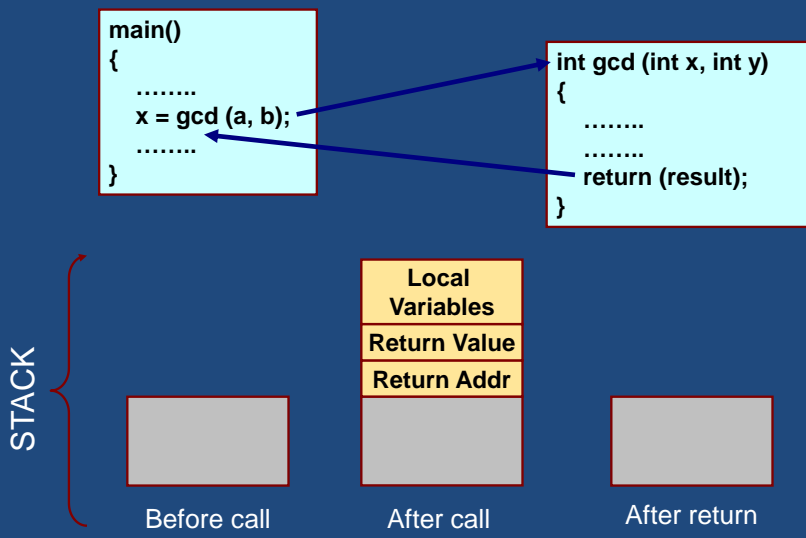 main()
{
……..
x = gcd (a, b);
……..
}
int gcd (int x, int y)
{
……..
……..
return (result);
}
STACK
Local
Variables
Return Value
Return Addr
Before call
After call
After return